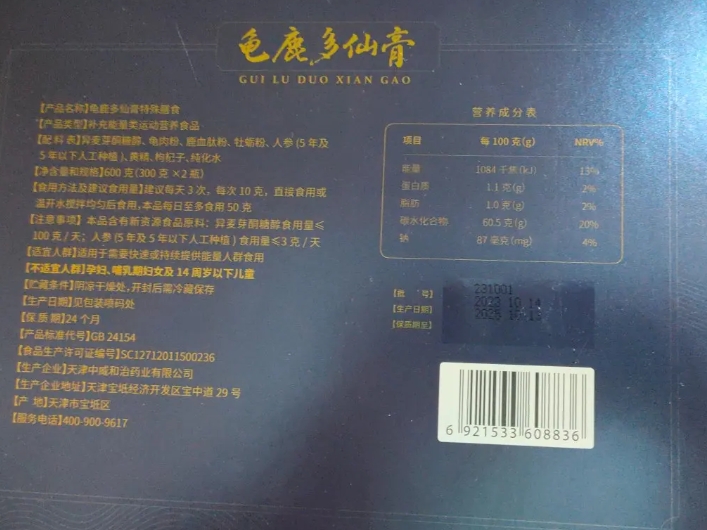 龟鹿多仙膏
GUI LU DUO XIAN GAO
【产品名称】龟鹿多仙膏特殊膳食
【产品类型】补充能量类运动营养食品
【配 料 表】异麦芽酮糖醇、龟肉粉、鹿血肽粉、牡蛎粉、人参(5年及
5年以下人工种植)、黄精、枸杞子、纯化水
【净含量和规格】600克(300克×2瓶)
【食用方法及建议食用量】建议每天3次，每次10克，直接食用或
温开水搅拌均匀后食用，本品每日至多食用50克
【注意事项】本品含有新资源食品原料：异麦芽酮糖醇食用量≤
100克/天；人参(5年及5年以下人工种植)食用量≤3克/天
【适宜人群】适用于需要快速或持续提供能量人群食用
【不适宜人群】孕妇、哺乳期妇女及14周岁以下儿童
【贮藏条件】阴凉干燥处，开封后需冷藏保存
【生产日期】见包装喷码处
【保 质 期】24个月
【产品标准代号】GB 24154
【食品生产许可证编号】SC12712011500236
【生产企业】天津中威和治药业有限公司
【生产企业地址】天津宝坻经济开发区宝中道29号
【产 地】天津市宝坻区
【服务电话】400-900-9617
营养成分表
项目 每100克(g) NRV%
能量 1084千焦(kJ) 13%
蛋白质 1.1克(g) 2%
脂肪 1.0克(g) 2%
碳水化合物 60.5克(g) 20%
钠 87毫克(mg) 4%
【批 号】 231001
【生产日期】 2023 10 14
【保质期至】 2025 10 13
6 921533 608836